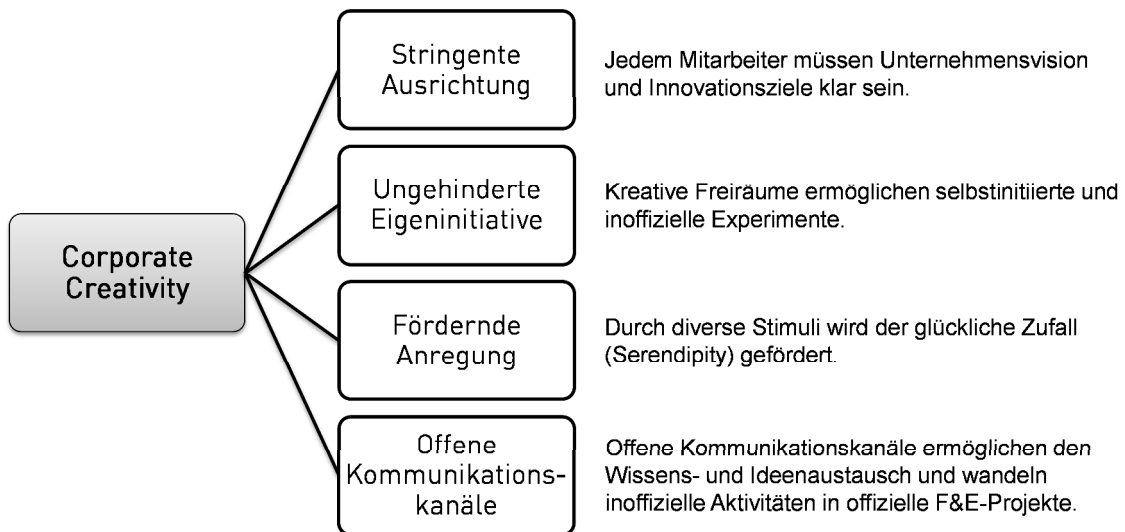 Corporate
Creativity
Stringente
Ausrichtung
Jedem Mitarbeiter müssen Unternehmensvision
und Innovationsziele klar sein.
Ungehinderte
Eigeninitiative
Kreative Freiräume ermöglichen selbstinitiierte und
inoffizielle Experimente.
Fördernde
Anregung
Durch diverse Stimuli wird der glückliche Zufall
(Serendipity) gefördert.
Offene
Kommunikations-
kanäle
Offene Kommunikationskanäle ermöglichen den
Wissens- und Ideenaustausch und wandeln
inoffizielle Aktivitäten in offizielle F&E-Projekte.